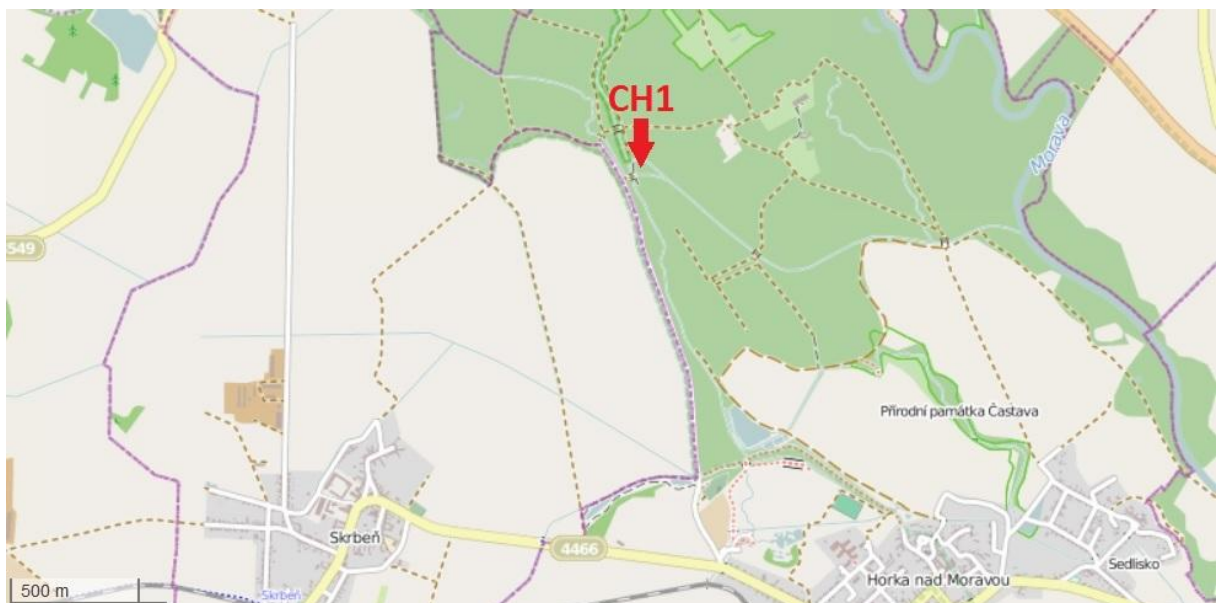 CH1
Morava
549
Přírodní památka Častava
4466
Skrbeň
Sedlisko
Horka nad Moravou
500 m
Skrbeň